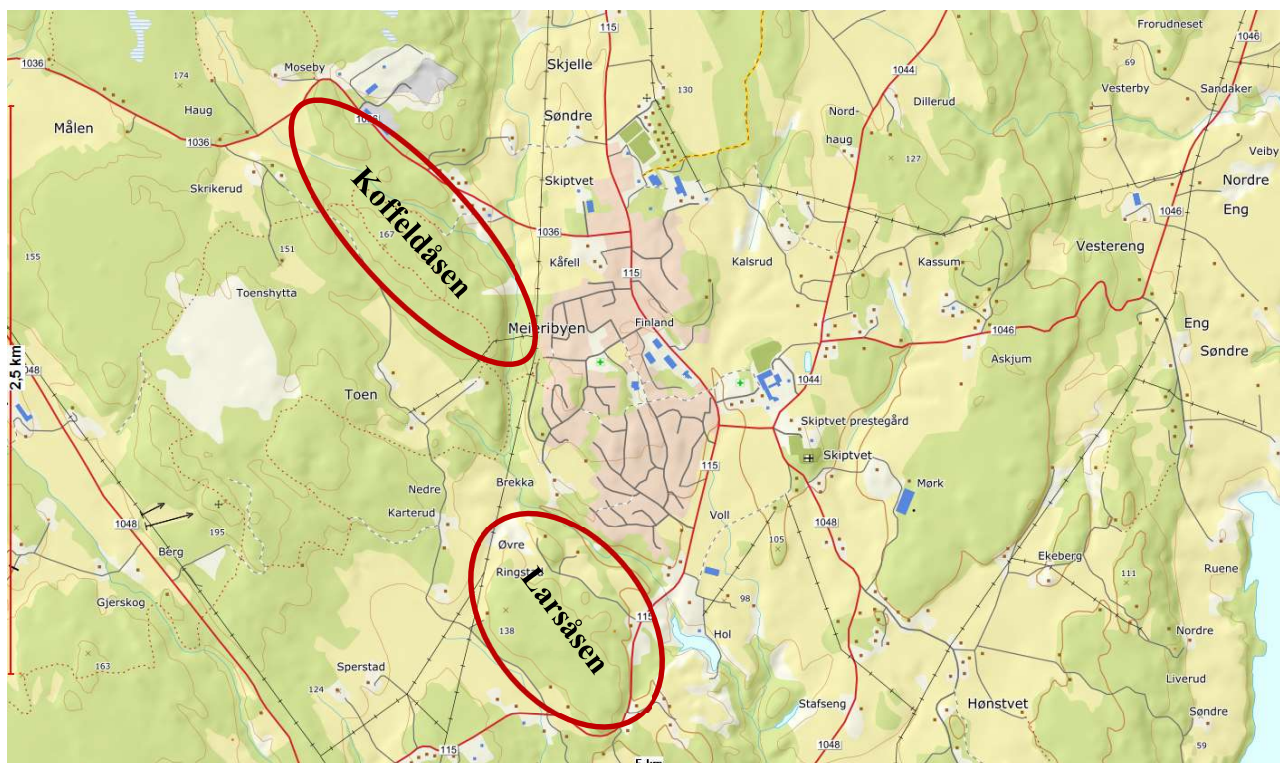 115
Frorudneset
1046
1046
1036
Moseby
Skjelle
1044
69
174
130
Vesterby
Sandaker
Haug
Dillerud
Nord-
haug
Målen
1036
Søndre
1036
127
Veiby
Skrikerud
Skiptvet
Nordre
Eng
1046
Koffeldåsen
167
1036
151
155
Kåfell
115
Kalsrud
Kassum
Vestereng
Toenshytta
Meieribyen
Finland
1046
Eng
Søndre
Askjum
2,5 km
1048
Toen
1044
Skiptvet prestegård
Skiptvet
115
Brekka
Nedre
Karterud
Mørk
Voll
1048
1048
195
105
Berg
Øvre
Ringstad
Ekeberg
111
Ruene
Larsåsen
Gjerskog
98
115
138
Hol
Nordre
163
Sperstad
124
Liverud
Stafseng
Hønstvet
Søndre
115
1048
59
5 km